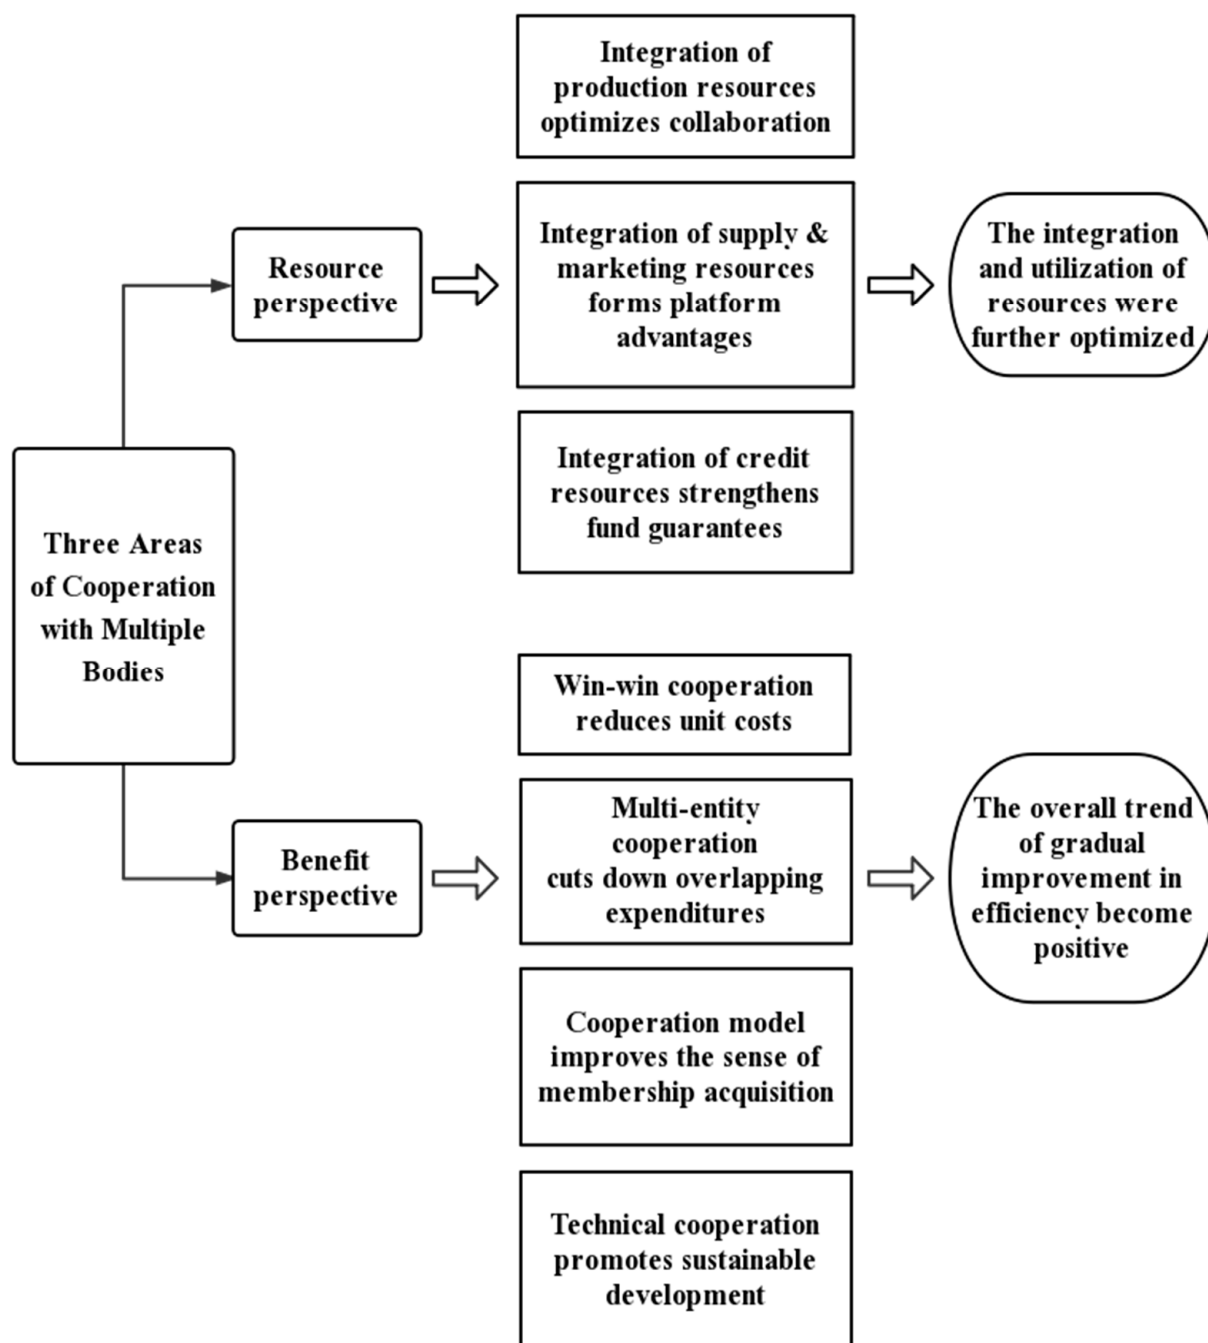 Integration of
production resources
optimizes collaboration
Resource
perspective
Integration of supply &
marketing resources
forms platform
advantages
The integration
and utilization of
resources were
further optimized
Integration of credit
resources strengthens
fund guarantees
Three Areas
of Cooperation
with Multiple
Bodies
Win-win cooperation
reduces unit costs
Benefit
perspective
Multi-entity
cooperation
cuts down overlapping
expenditures
The overall trend
of gradual
improvement in
efficiency become
positive
Cooperation model
improves the sense of
membership acquisition
Technical cooperation
promotes sustainable
development